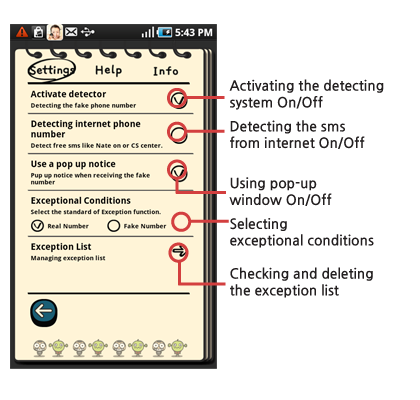 5:43 PM
Settings Help Info
Activate detector
Detecting the fake phone number
Detecting internet phone
number
Detect free sms like Nate on or CS center.
Use a pop up notice
Pup up notice when receiving the fake
number
Exceptional Conditions
Select the standard of Exception function.
Real Number Fake Number
Exception List
Managing exception list
Activating the detecting
system On/Off
Detecting the sms
from internet On/Off
Using pop-up
window On/Off
Selecting
exceptional conditions
Checking and deleting
the exception list